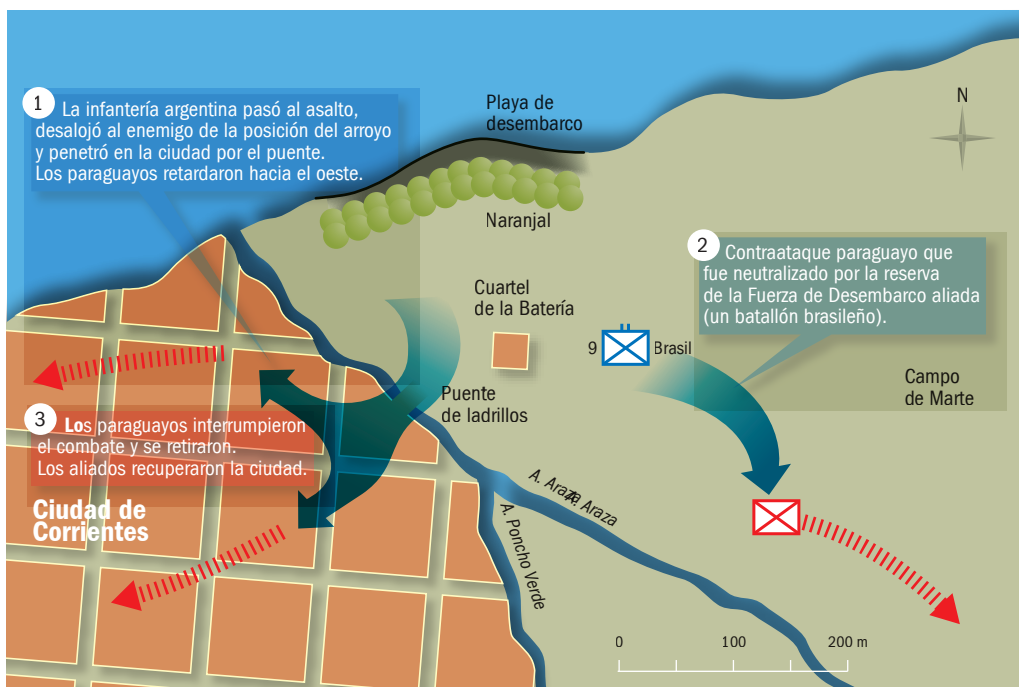 1 La infantería argentina pasó al asalto,
desalojó al enemigo de la posición del arroyo
y penetró en la ciudad por el puente.
Los paraguayos retardaron hacia el oeste.
Playa de
desembarco
N
Naranjal
2 Contraataque paraguayo que
fue neutralizado por la reserva
de la Fuerza de Desembarco aliada
(un batallón brasileño).
Cuartel
de la Batería
9 Brasil
Campo
de Marte
Puente
de ladrillos
3 Los paraguayos interrumpieron
el combate y se retiraron.
Los aliados recuperaron la ciudad.
Ciudad de
Corrientes
A. Araza
A. Araza
A. Poncho Verde
0 100 200 m